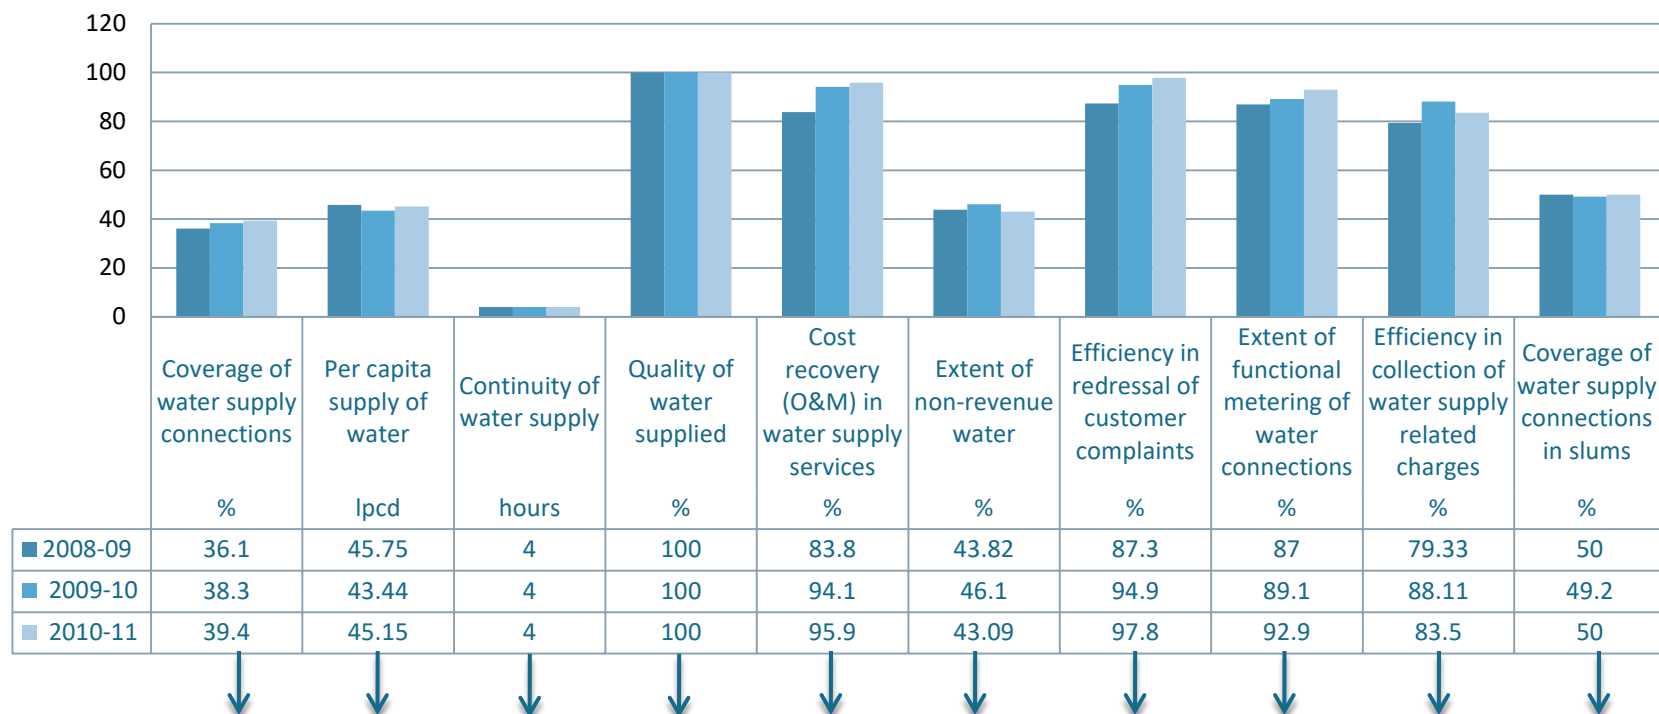 120
100
80
60
40
20
0
Coverage of
water supply
connections
%
Per capita
supply of
water
lpcd
Continuity of
water supply
hours
Quality of
water
supplied
%
Cost
recovery
(O&M) in
water supply
services
%
Extent of
non-revenue
water
%
Efficiency in
redressal of
customer
complaints
%
Extent of
functional
metering of
water
connections
%
Efficiency in
collection of
water supply
related
charges
%
Coverage of
water supply
connections
in slums
%
2008-09 36.1 45.75 4 100 83.8 43.82 87.3 87 79.33 50
2009-10 38.3 43.44 4 100 94.1 46.1 94.9 89.1 88.11 49.2
2010-11 39.4 45.15 4 100 95.9 43.09 97.8 92.9 83.5 50